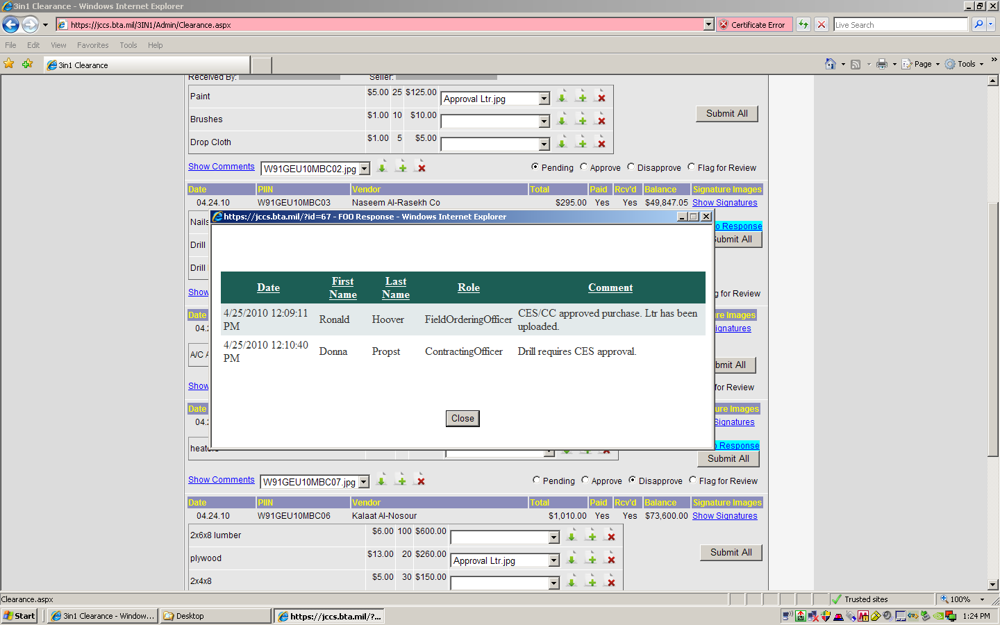 3in1 Clearance - Windows Internet Explorer
https://jccs.bta.mil/3IN1/Admin/Clearance.aspx
Certificate Error
Live Search
File Edit View Favorites Tools Help
3in1 Clearance
Page Tools
Received By: Seller:
Paint $5.00 25 $125.00 Approval Ltr.jpg
Submit All
Brushes $1.00 10 $10.00
Drop Cloth $1.00 5 $5.00
Show Comments W91GEU10MBC02.jpg Pending Approve Disapprove Flag for Review
Date PIIN Vendor Total Paid Rcv'd Balance Signature Images
04.24.10 W91GEU10MBC03 Naseem Al-Rasekh Co $295.00 Yes Yes $49,847.05 Show Signatures
https://jccs.bta.mil/?id=67 - FOO Response - Windows Internet Explorer
Nails
o Response
Drill
Submit All
Drill
Date First Name Last Name Role Comment
Show
g for Review
4/25/2010 12:09:11 PM Ronald Hoover FieldOrderingOfficer CES/CC approved purchase. Ltr has been uploaded.
Date
re Images
04.2
ignatures
4/25/2010 12:10:40 PM Donna Propst ContractingOfficer Drill requires CES approval.
A/C A
bmit All
Show
for Review
Date
ure Images
04.2
Signatures
Close
heaters
o Response
Submit All
Show Comments W91GEU10MBC07.jpg Pending Approve Disapprove Flag for Review
Date PIIN Vendor Total Paid Rcv'd Balance Signature Images
04.24.10 W91GEU10MBC06 Kalaat Al-Nosour $1,010.00 Yes Yes $73,600.00 Show Signatures
2x6x8 lumber $6.00 100 $600.00
Submit All
plywood $13.00 20 $260.00 Approval Ltr.jpg
2x4x8 $5.00 30 $150.00
Clearance.aspx
Trusted sites
100%
Start
3in1 Clearance - Window...
Desktop
https://jccs.bta.mil/?...
1:24 PM